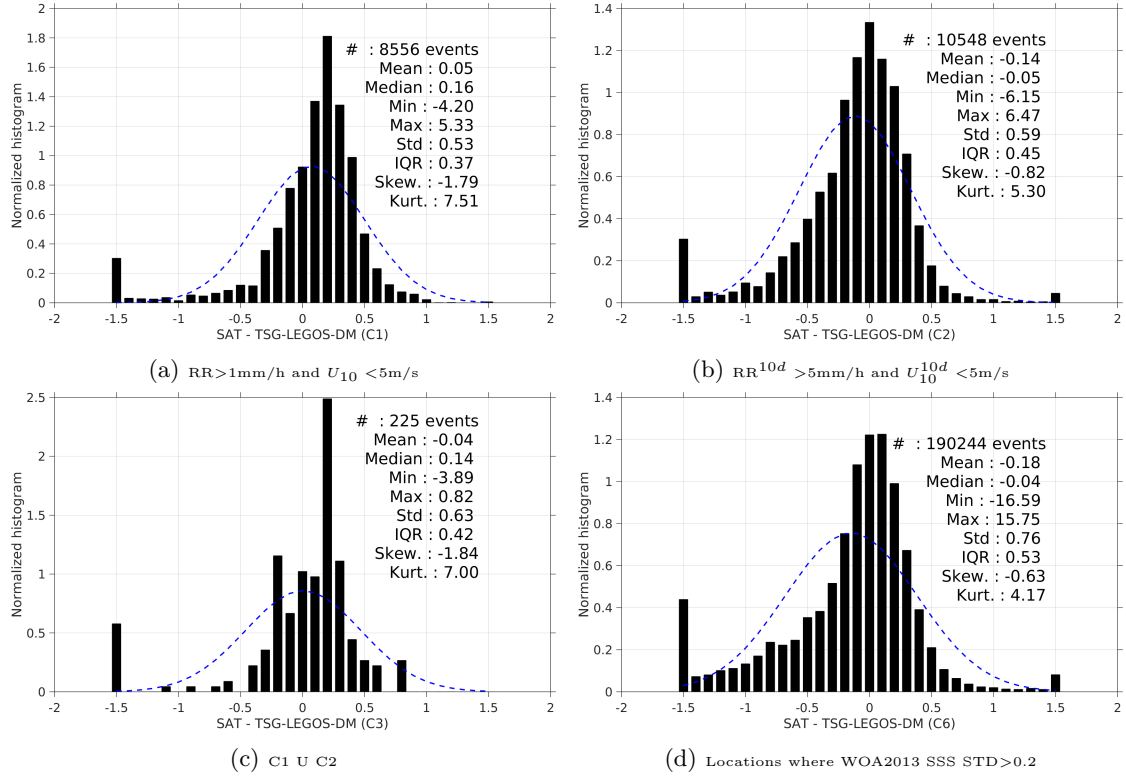 2
1.8
1.6
1.4
1.2
1
0.8
0.6
0.4
0.2
0
Normalized histogram
# : 8556 events
Mean : 0.05
Median : 0.16
Min : -4.20
Max : 5.33
Std : 0.53
IQR : 0.37
Skew. : -1.79
Kurt. : 7.51
-2 -1.5 -1 -0.5 0 0.5 1 1.5 2
SAT - TSG-LEGOS-DM (C1)
(a) RR>1mm/h and U10 <5m/s
1.4
1.2
1
0.8
0.6
0.4
0.2
0
Normalized histogram
# : 10548 events
Mean : -0.14
Median : -0.05
Min : -6.15
Max : 6.47
Std : 0.59
IQR : 0.45
Skew. : -0.82
Kurt. : 5.30
-2 -1.5 -1 -0.5 0 0.5 1 1.5 2
SAT - TSG-LEGOS-DM (C2)
(b) RR10d >5mm/h and U10d10 <5m/s
2.5
2
1.5
1
0.5
0
Normalized histogram
# : 225 events
Mean : -0.04
Median : 0.14
Min : -3.89
Max : 0.82
Std : 0.63
IQR : 0.42
Skew. : -1.84
Kurt. : 7.00
-2 -1.5 -1 -0.5 0 0.5 1 1.5 2
SAT - TSG-LEGOS-DM (C3)
(c) C1 U C2
1.4
1.2
1
0.8
0.6
0.4
0.2
0
Normalized histogram
# : 190244 events
Mean : -0.18
Median : -0.04
Min : -16.59
Max : 15.75
Std : 0.76
IQR : 0.53
Skew. : -0.63
Kurt. : 4.17
-2 -1.5 -1 -0.5 0 0.5 1 1.5 2
SAT - TSG-LEGOS-DM (C6)
(d) Locations where WOA2013 SSS STD>0.2